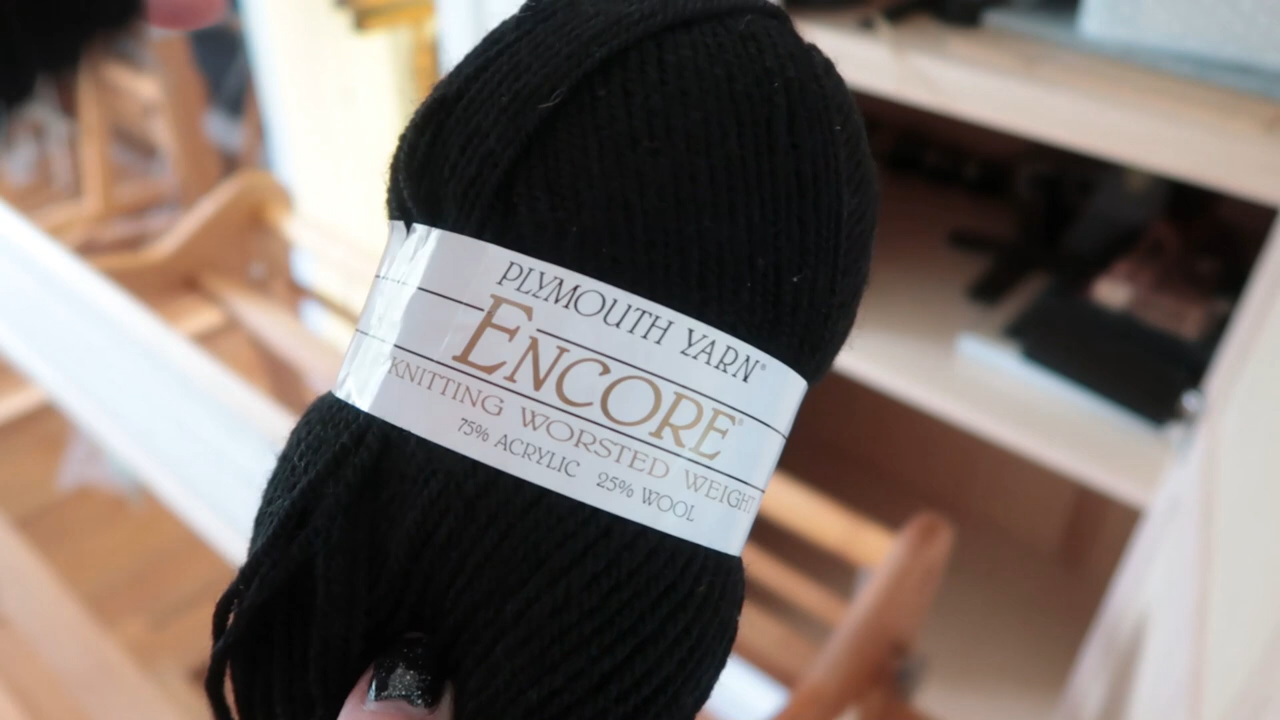 PLYMOUTH YARN®
ENCORE®
KNITTING WORSTED WEIGHT
75% ACRYLIC 25% WOOL